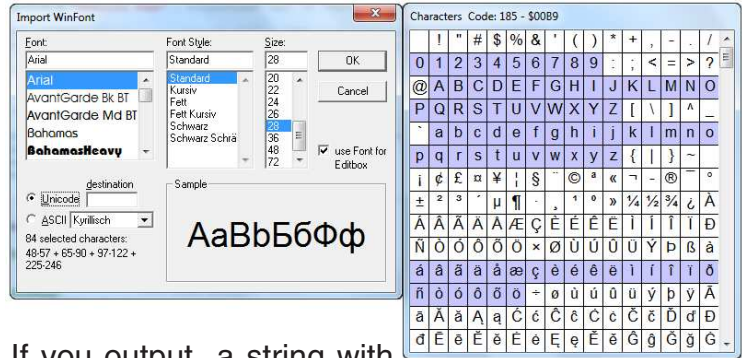 Import WinFont
Font:
Arial
Arial
AvantGarde Bk BT
AvantGarde Md BT
Bahamas
BahamasHeavy
Font Style:
Standard
Standard
Kursiv
Fett
Fett Kursiv
Schwarz
Schwarz Schrä
Size:
28
20
22
24
26
28
36
48
72
OK
Cancel
use Font for
Editbox
destination
Unicode
ASCII Kyrillisch
84 selected characters:
48-57 + 65-90 + 97-122 +
225-246
Sample
AaBbБбФф
Characters Code: 185 - $00B9
! " # $ % & ' ( ) * + , - . /
0 1 2 3 4 5 6 7 8 9 : ; < = > ?
@ A B C D E F G H I J K L M N O
P Q R S T U V W X Y Z [ \ ] ^ _
` a b c d e f g h i j k l m n o
p q r s t u v w x y z { | } ~
¡ ¢ £ ¤ ¥ ¦ § ¨ © ª « ¬ - ® ¯ °
± ² ³ ´ µ ¶ · ¸ ¹ º » ¼ ½ ¾ ¿ À
Á Â Ã Ä Å Æ Ç È É Ê Ë Ì Í Î Ï Ð
Ñ Ò Ó Ô Õ Ö × Ø Ù Ú Û Ü Ý Þ ß à
á â ã ä å æ ç è é ê ë ì í î ï ð
ñ ò ó ô õ ö ÷ ø ù ú û ü ý þ ÿ Ā
ā Ă ă Ą ą Ć ć Ĉ ĉ Ċ ċ Č č Ď ď Đ
đ Ē ē Ĕ ĕ Ė ė Ę ę Ě ě Ĝ ĝ Ğ ğ Ġ
If you output a string with